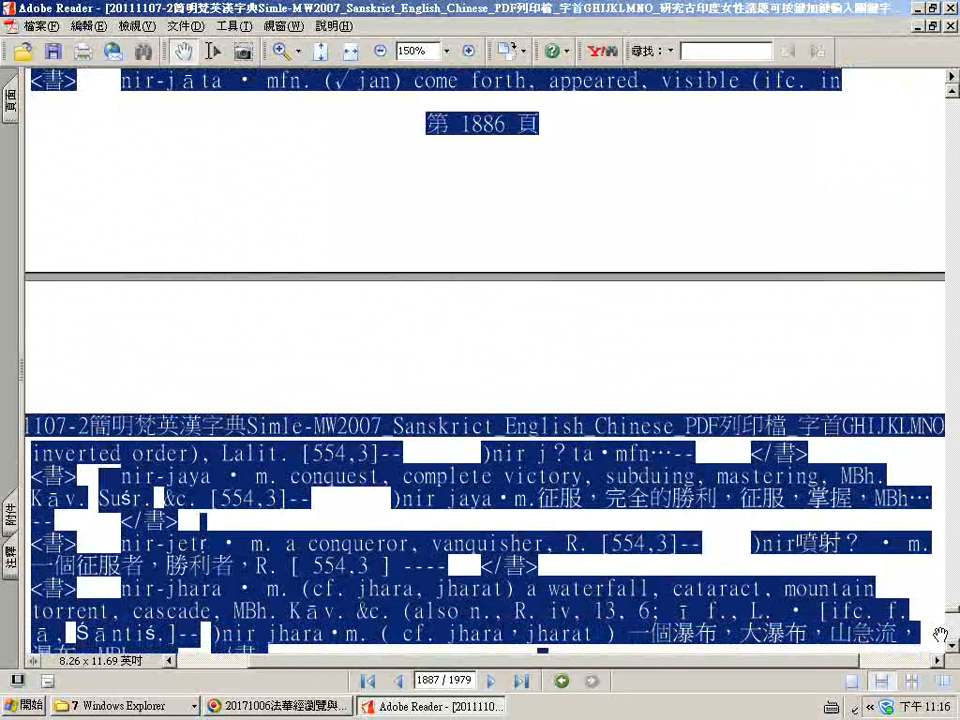 Adobe Reader - [20111107-2簡明梵英漢字典Simle-MW2007_Sanskrict_English_Chinese_PDF列印檔_字首GHIJKLMNO_研究古印度女性議題可按鍵加鍵輸入關鍵字...
檔案(F) 編輯(E) 檢視(V) 文件(D) 工具(T) 視窗(W) 說明(H)
150% Y! 尋找:
頁面
<書> nir-jāta • mfn. (√ jan) come forth, appeared, visible (ifc. in
第 1886 頁
1107-2簡明梵英漢字典Simle-MW2007_Sanskrict_English_Chinese_PDF列印檔_字首GHIJKLMNO
inverted order), Lalit. [554,3]-- )nir j？ta•mfn…-- </書>
<書> nir-jaya • m. conquest, complete victory, subduing, mastering, MBh.
Kāv. Suśr. &c. [554,3]-- )nir jaya•m.征服，完全的勝利，征服，掌握，MBh…
-- </書>
<書> nir-jetṛ • m. a conqueror, vanquisher, R. [554,3]-- )nir噴射？ • m.
一個征服者，勝利者，R. [ 554,3 ] ---- </書>
<書> nir-jhara • m. (cf. jhara, jharat) a waterfall, cataract, mountain
torrent, cascade, MBh. Kāv. &c. (also n., R. iv, 13, 6; ī f., L. • [ifc. f.
ā, Śāntiś.]-- )nir jhara•m. ( cf. jhara，jharat ) 一個瀑布，大瀑布，山急流，
附件
注釋
8.26 x 11.69 英吋
1887 / 1979
開始 7 Windows Explorer 20171006法華經瀏覽與... Adobe Reader - [2011110... 下午 11:16